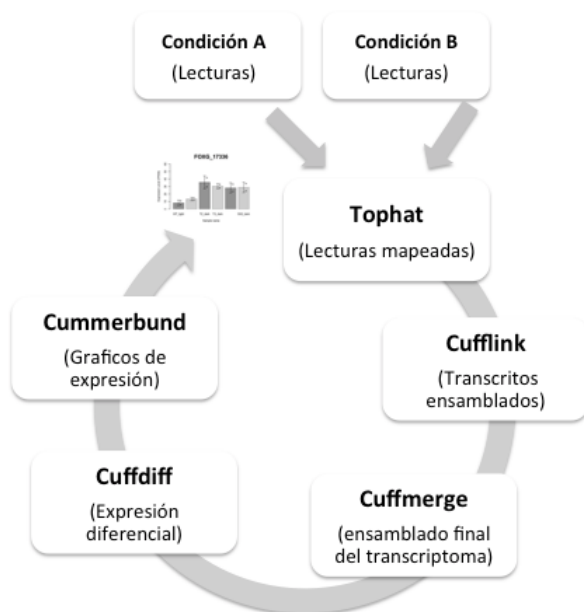 Condición A
(Lecturas)
Condición B
(Lecturas)
Tophat
(Lecturas mapeadas)
Cufflink
(Transcritos
ensamblados)
Cuffmerge
(ensamblado final
del transcriptoma)
Cuffdiff
(Expresión
diferencial)
Cummerbund
(Graficos de
expresión)